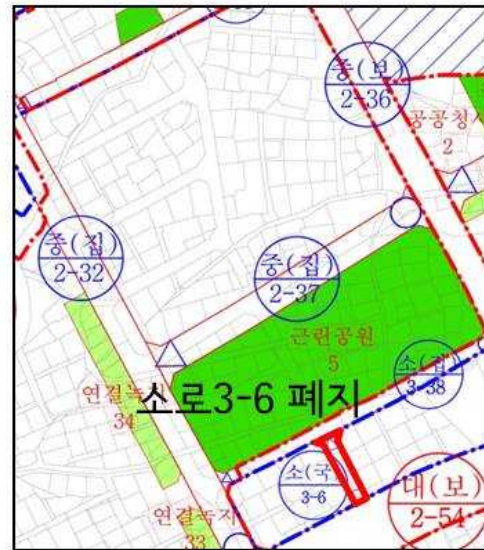 중(보)
2-36
공공청
2
중(집)
2-32
중(집)
2-37
근린공원
5
소(집)
3-38
연결녹지
34
소로3-6 폐지
소(국
3-6
대(보)
2-54
연결녹지
33